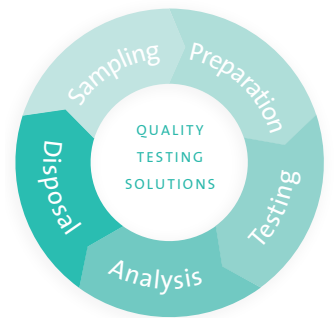 Sampling
Preparation
Testing
Analysis
Disposal
QUALITY
TESTING
SOLUTIONS